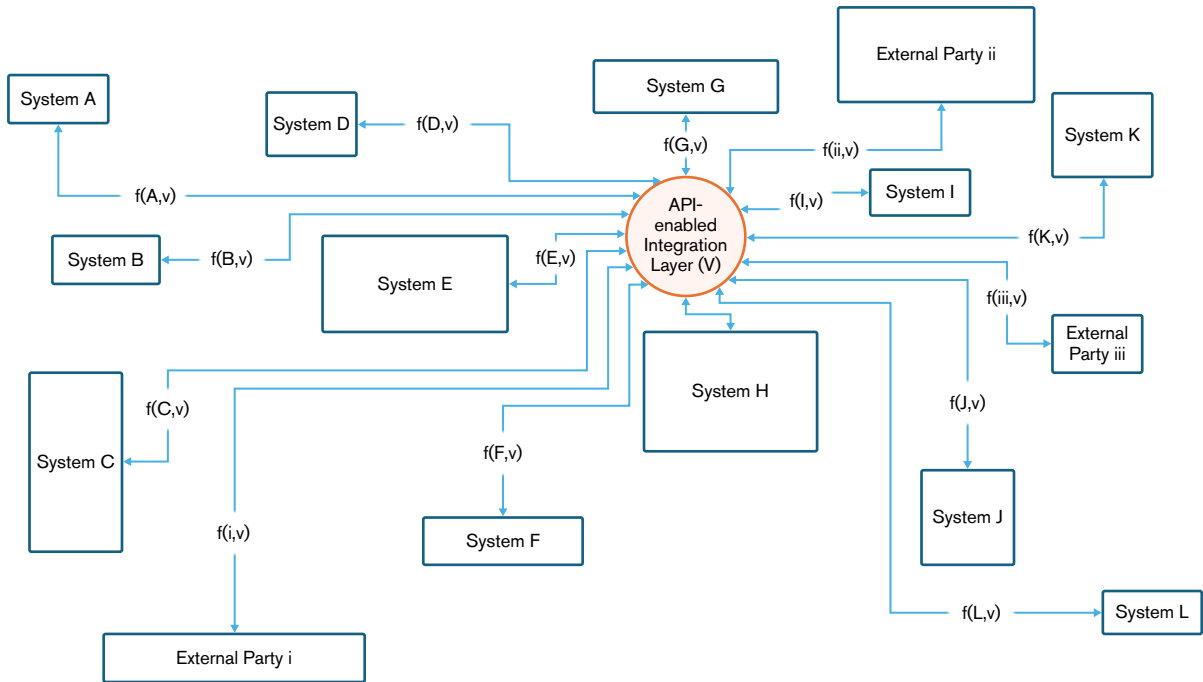 External Party ii
System G
System A
System D
f(D,v)
System K
f(G,v)
f(ii,v)
f(A,v)
System I
f(I,v)
API-
enabled
Integration
Layer (V)
f(K,v)
System B
f(B,v)
f(E,v)
System E
f(iii,v)
External
Party iii
System H
f(C,v)
f(J,v)
f(F,v)
System C
System J
f(i,v)
System F
f(L,v)
System L
External Party i